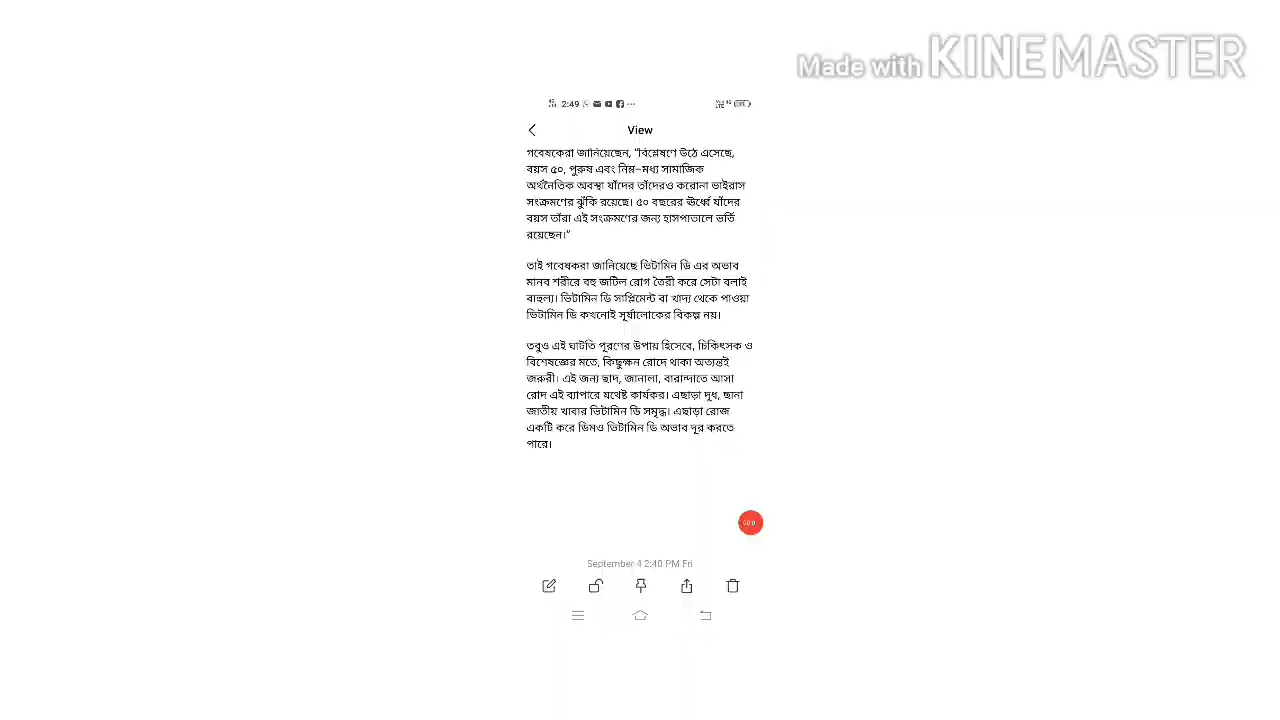 Made with KINEMASTER
2:49
View
গবেষকেরা জানিয়েছেন, "বিশ্লেষণে উঠে এসেছে,
বয়স ৫০, পুরুষ এবং নিম্ন-মধ্য সামাজিক
অর্থনৈতিক অবস্থা যাঁদের তাঁদেরও করোনা ভাইরাস
সংক্রমণের ঝুঁকি রয়েছে। ৫০ বছরের ঊর্ধ্বে যাঁদের
বয়স তাঁরা এই সংক্রমণের জন্য হাসপাতালে ভর্তি
রয়েছেন।"
তাই গবেষকরা জানিয়েছে ভিটামিন ডি এর অভাব
মানব শরীরে বহু জটিল রোগ তৈরী করে সেটা বলাই
বাহুল্য। ভিটামিন ডি সাপ্লিমেন্ট বা খাদ্য থেকে পাওয়া
ভিটামিন ডি কখনোই সূর্যালোকের বিকল্প নয়।
তবুও এই ঘাটতি পূরণের উপায় হিসেবে, চিকিৎসক ও
বিশেষজ্ঞের মতে, কিছুক্ষন রোদে থাকা অত্যন্তই
জরুরী। এই জন্য ছাদ, জানালা, বারান্দাতে আসা
রোদ এই ব্যাপারে যথেষ্ট কার্যকর। এছাড়া দূধ, ছানা
জাতীয় খাবার ভিটামিন ডি সমৃদ্ধ। এছাড়া রোজ
একটি করে ডিমও ভিটামিন ডি অভাব দূর করতে
পারে।
September 4 2:40 PM Fri